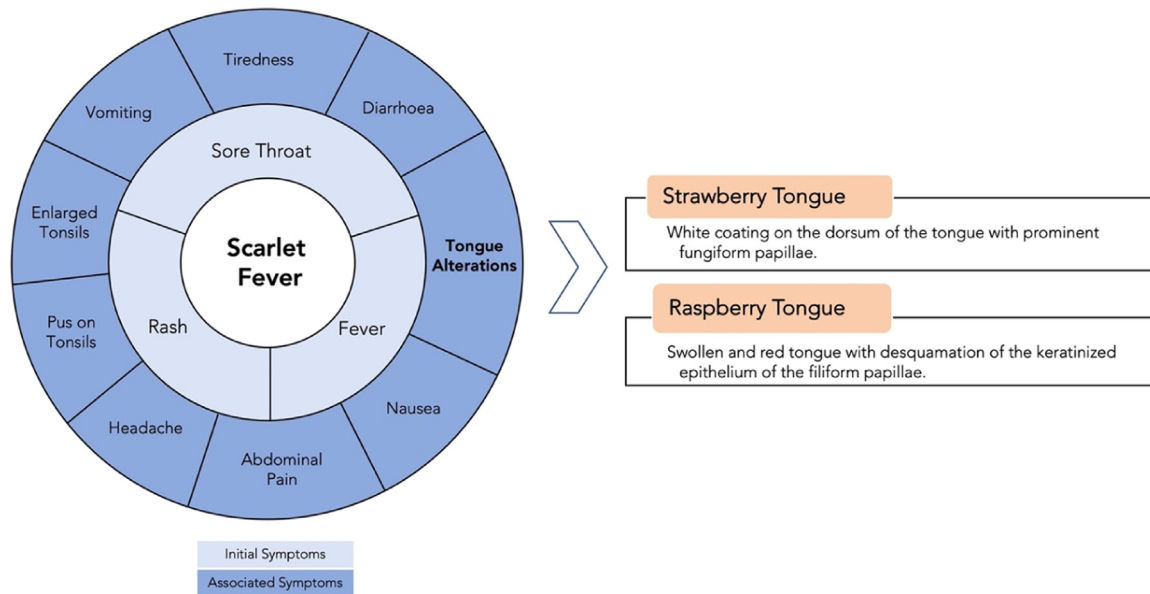 Tiredness
Diarrhoea
Vomiting
Sore Throat
Enlarged
Tonsils
Scarlet
Fever
Tongue
Alterations
Pus on
Tonsils
Rash
Fever
Headache
Abdominal
Pain
Nausea
Initial Symptoms
Associated Symptoms
Strawberry Tongue
White coating on the dorsum of the tongue with prominent
fungiform papillae.
Raspberry Tongue
Swollen and red tongue with desquamation of the keratinized
epithelium of the filiform papillae.